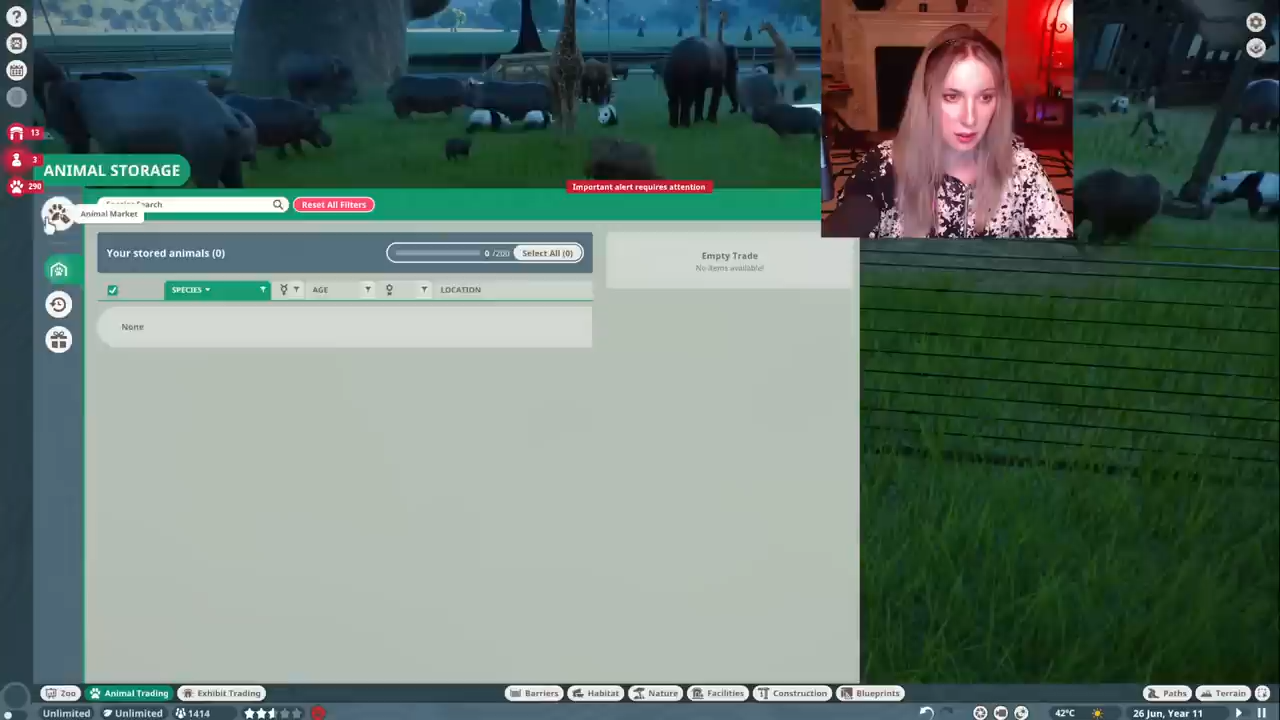 13
3
290
ANIMAL STORAGE
Important alert requires attention
Search
Reset All Filters
Animal Market
Your stored animals (0)
0 /200
Select All (0)
Empty Trade
No items available!
SPECIES
AGE
LOCATION
None
Zoo
Animal Trading
Exhibit Trading
Barriers
Habitat
Nature
Facilities
Construction
Blueprints
Paths
Terrain
Unlimited
Unlimited
1414
42°C
26 Jun, Year 11